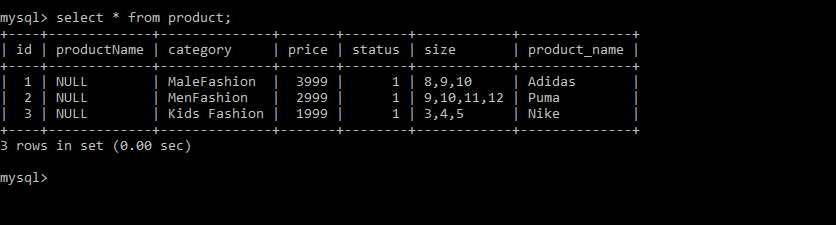 mysql> select * from product;
+----+-------------+--------------+-------+--------+------------+--------------+
| id | productName | category     | price | status | size       | product_name |
+----+-------------+--------------+-------+--------+------------+--------------+
|  1 | NULL        | MaleFashion  |  3999 |      1 | 8,9,10     | Adidas       |
|  2 | NULL        | MenFashion   |  2999 |      1 | 9,10,11,12 | Puma         |
|  3 | NULL        | Kids Fashion |  1999 |      1 | 3,4,5      | Nike         |
+----+-------------+--------------+-------+--------+------------+--------------+
3 rows in set (0.00 sec)
mysql>